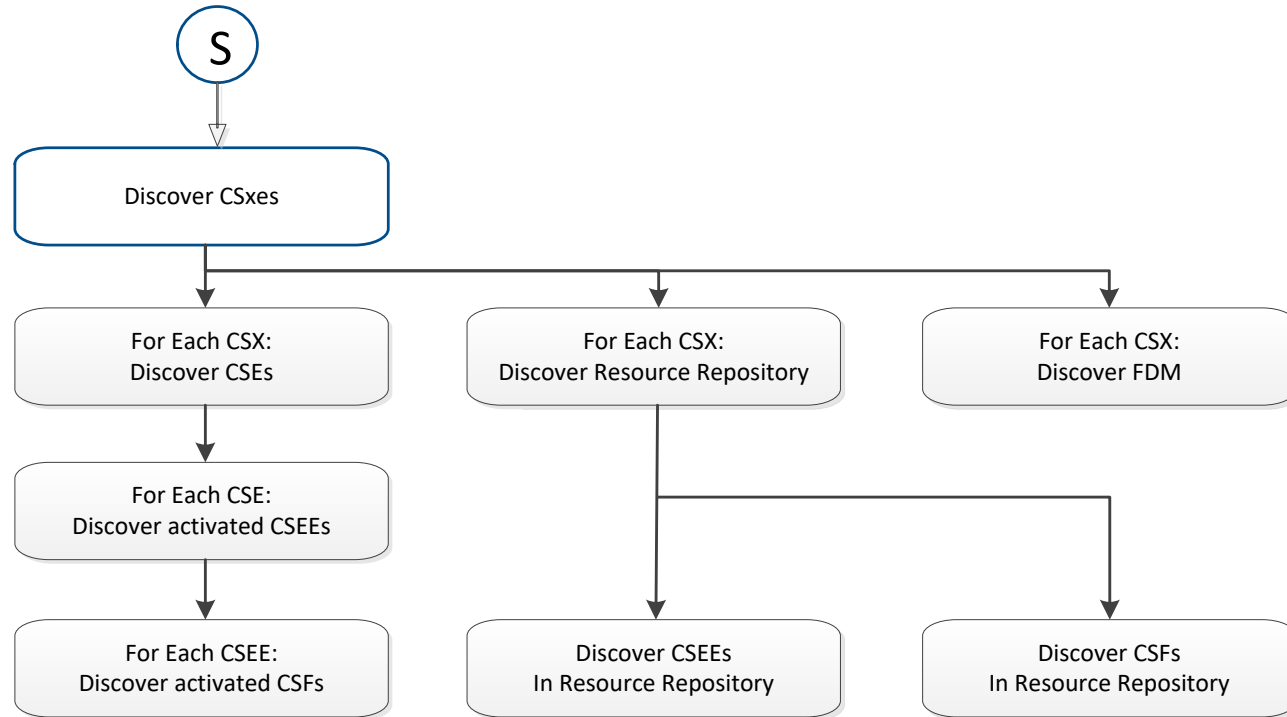 S
Discover CSxes
For Each CSX:
Discover CSEs
For Each CSX:
Discover Resource Repository
For Each CSX:
Discover FDM
For Each CSE:
Discover activated CSEEs
For Each CSEE:
Discover activated CSFs
Discover CSEEs
In Resource Repository
Discover CSFs
In Resource Repository